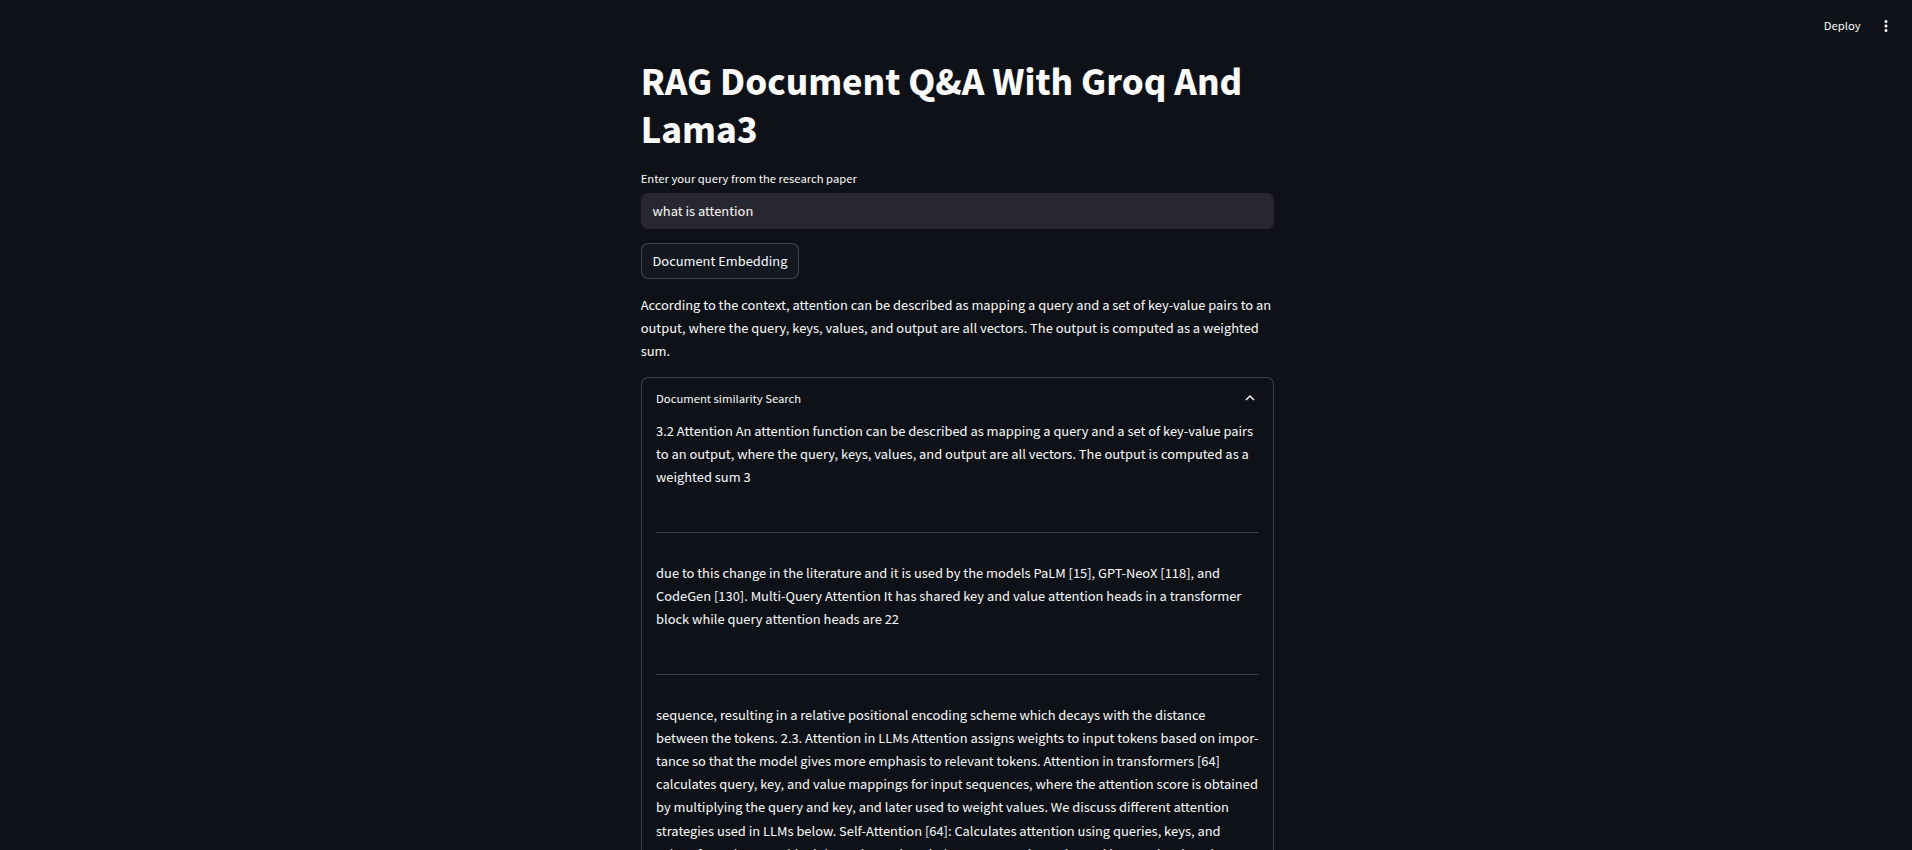 Deploy
RAG Document Q&A With Groq And
Lama3
Enter your query from the research paper
what is attention
Document Embedding
According to the context, attention can be described as mapping a query and a set of key-value pairs to an
output, where the query, keys, values, and output are all vectors. The output is computed as a weighted
sum.
Document similarity Search
3.2 Attention An attention function can be described as mapping a query and a set of key-value pairs
to an output, where the query, keys, values, and output are all vectors. The output is computed as a
weighted sum 3
due to this change in the literature and it is used by the models PaLM [15], GPT-NeoX [118], and
CodeGen [130]. Multi-Query Attention It has shared key and value attention heads in a transformer
block while query attention heads are 22
sequence, resulting in a relative positional encoding scheme which decays with the distance
between the tokens. 2.3. Attention in LLMs Attention assigns weights to input tokens based on impor-
tance so that the model gives more emphasis to relevant tokens. Attention in transformers [64]
calculates query, key, and value mappings for input sequences, where the attention score is obtained
by multiplying the query and key, and later used to weight values. We discuss different attention
strategies used in LLMs below. Self-Attention [64]: Calculates attention using queries, keys, and